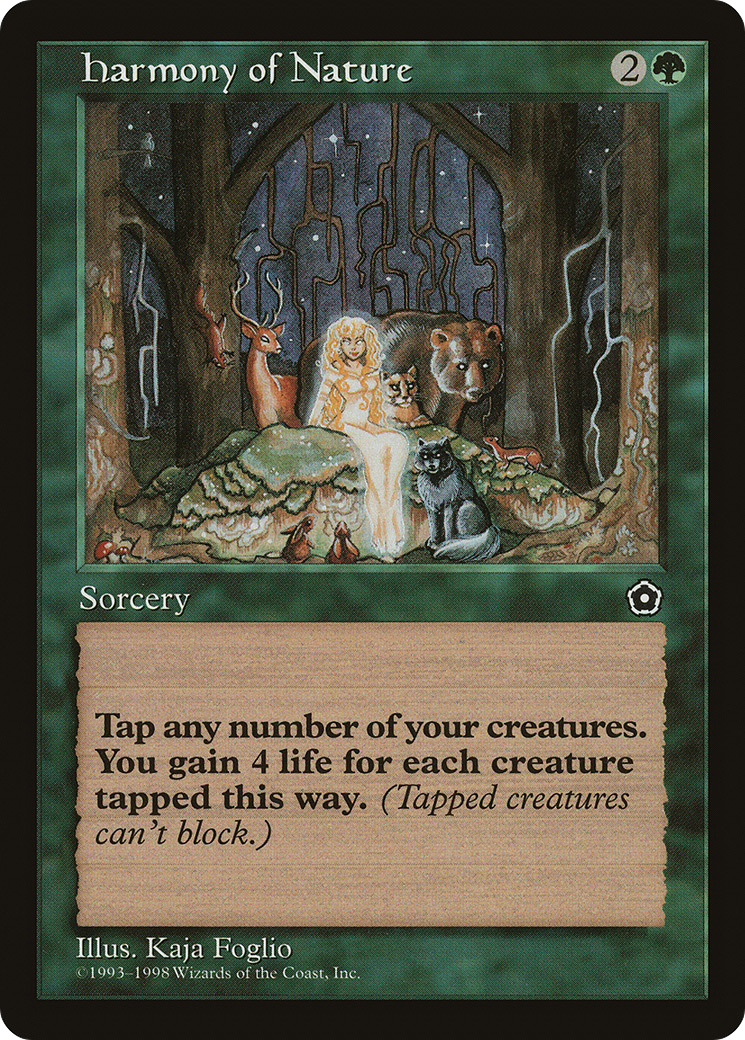 Harmony of Nature
2
Sorcery
Tap any number of your creatures.
You gain 4 life for each creature
tapped this way. (Tapped creatures
can't block.)
Illus. Kaja Foglio
©1993–1998 Wizards of the Coast, Inc.